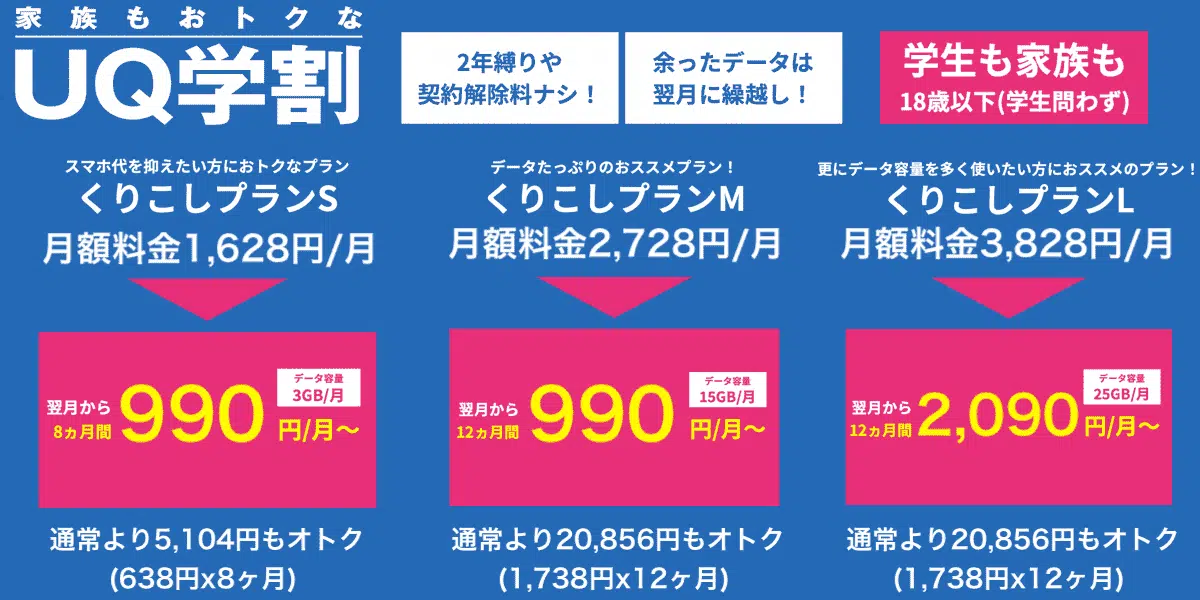 家族もおトクな
UQ学割
2年縛りや
契約解除料ナシ！
余ったデータは
翌月に繰越し！
学生も家族も
18歳以下(学生問わず)
スマホ代を抑えたい方におトクなプラン
くりこしプランS
月額料金1,628円/月
翌月から
8ヵ月間
990
データ容量
3GB/月
円/月〜
通常より5,104円もオトク
(638円x8ヶ月)
データたっぷりのおススメプラン！
くりこしプランM
月額料金2,728円/月
翌月から
12ヵ月間
990
データ容量
15GB/月
円/月〜
通常より20,856円もオトク
(1,738円x12ヶ月)
更にデータ容量を多く使いたい方におススメのプラン！
くりこしプランL
月額料金3,828円/月
翌月から
12ヵ月間
2,090
データ容量
25GB/月
円/月〜
通常より20,856円もオトク
(1,738円x12ヶ月)